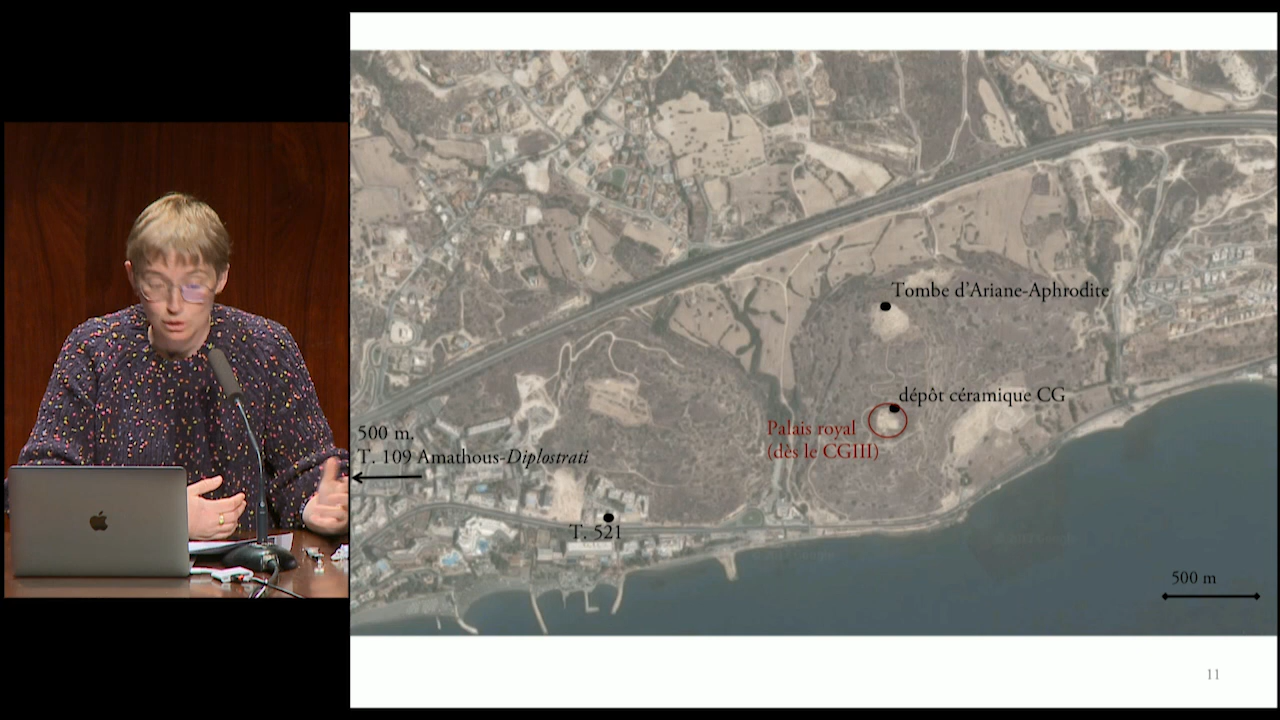 Tombe d'Ariane-Aphrodite
dépôt céramique CG
Palais royal
(dès le CGIII)
500 m.
T. 109 Amathous-Diplostrati
T. 521
500 m
11